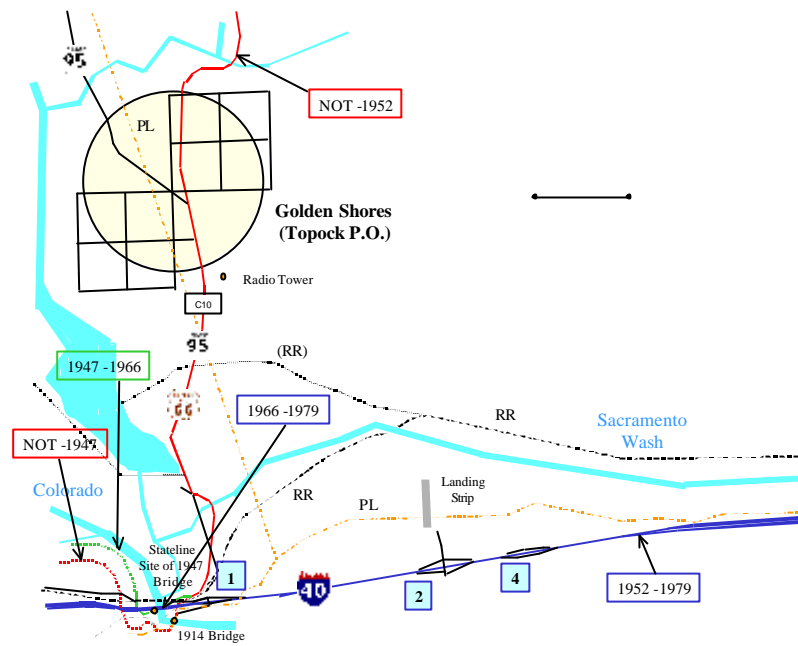 95
NOT -1952
PL
Golden Shores
(Topock P.O.)
Radio Tower
C10
95
(RR)
1947 -1966
66
1966 -1979
RR
Sacramento
Wash
NOT -1947
Colorado
RR
Landing
Strip
PL
Stateline
Site of 1947
Bridge
1
40
2
4
1952 -1979
1914 Bridge